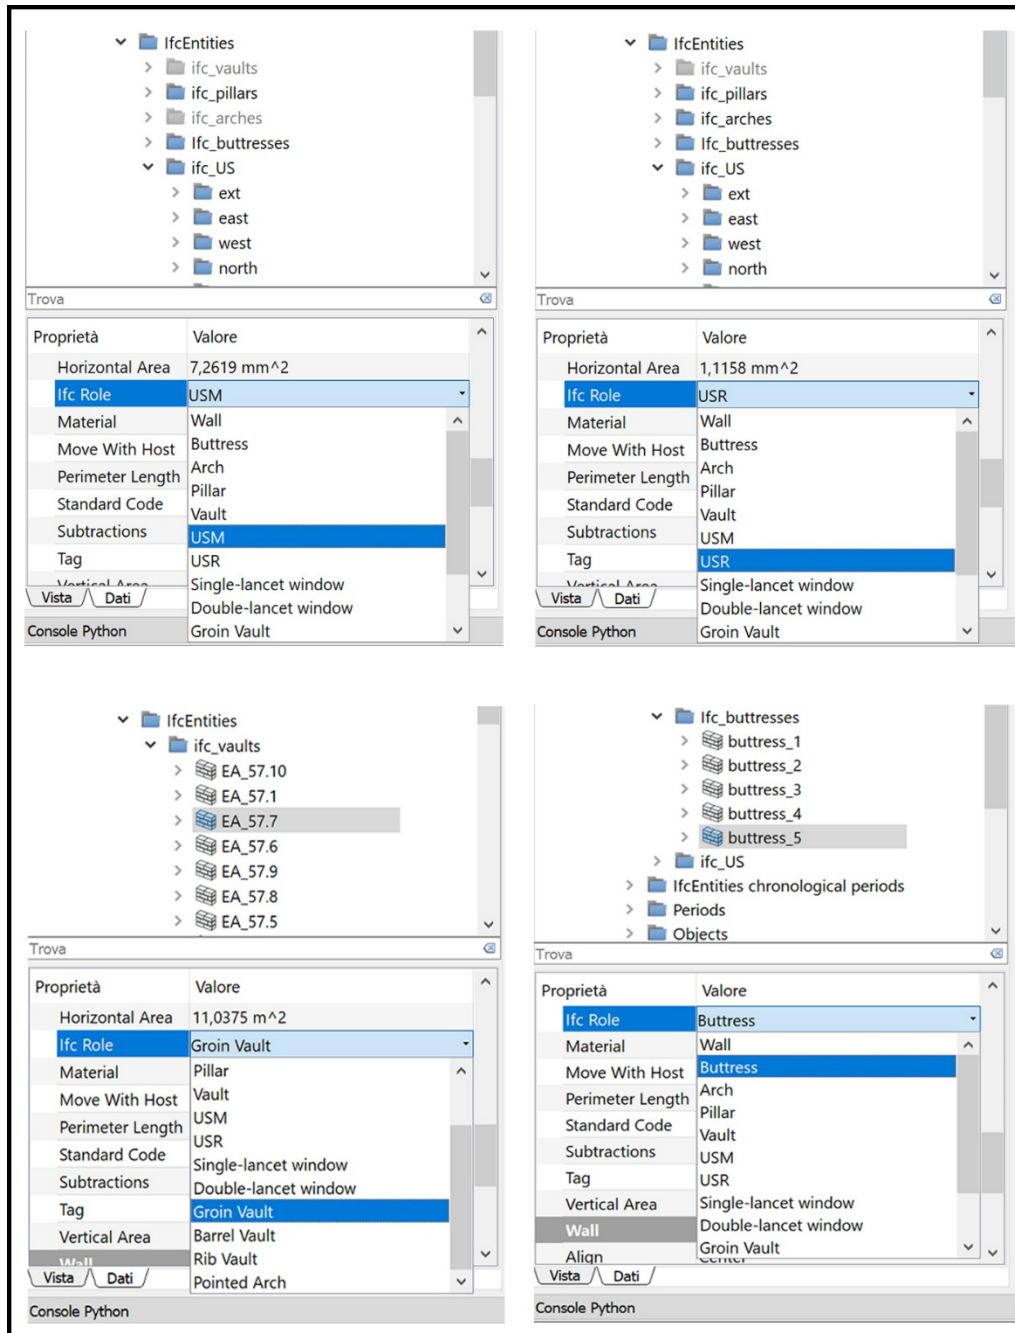 IfcEntities
ifc_vaults
ifc_pillars
ifc_arches
Ifc_buttresses
ifc_US
ext
east
west
north
Trova
Proprietà Valore
Horizontal Area 7,2619 mm^2
Ifc Role USM
Material Wall
Move With Host Buttress
Perimeter Length Arch
Standard Code Pillar
Subtractions Vault
USM
Tag USR
Vertical Area Single-lancet window
Vista Dati Double-lancet window
Console Python Groin Vault
IfcEntities
ifc_vaults
ifc_pillars
ifc_arches
Ifc_buttresses
ifc_US
ext
east
west
north
Trova
Proprietà Valore
Horizontal Area 1,1158 mm^2
Ifc Role USR
Material Wall
Move With Host Buttress
Perimeter Length Arch
Standard Code Pillar
Subtractions Vault
USM
Tag USR
Vertical Area Single-lancet window
Vista Dati Double-lancet window
Console Python Groin Vault
IfcEntities
ifc_vaults
EA_57.10
EA_57.1
EA_57.7
EA_57.6
EA_57.9
EA_57.8
EA_57.5
Trova
Proprietà Valore
Horizontal Area 11,0375 m^2
Ifc Role Groin Vault
Material Pillar
Move With Host Vault
Perimeter Length USM
Standard Code USR
Subtractions Single-lancet window
Double-lancet window
Tag Groin Vault
Vertical Area Barrel Vault
Wall Rib Vault
Vista Dati Pointed Arch
Console Python
Ifc_buttresses
buttress_1
buttress_2
buttress_3
buttress_4
buttress_5
ifc_US
IfcEntities chronological periods
Periods
Objects
Trova
Proprietà Valore
Ifc Role Buttress
Material Wall
Move With Host Buttress
Perimeter Length Arch
Standard Code Pillar
Subtractions Vault
USM
Tag USR
Vertical Area Single-lancet window
Wall Double-lancet window
Groin Vault
Align Center
Vista Dati
Console Python